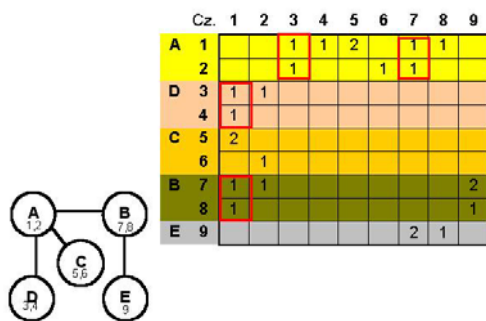 Cz. 1 2 3 4 5 6 7 8 9
A 1 1 1 2 1 1
2 1 1 1
D 3 1 1
4 1
C 5 2
6 1
B 7 1 1 2
8 1 1
E 9 2 1
A B
1,2 7,8
C
5,6
D E
3,4 9